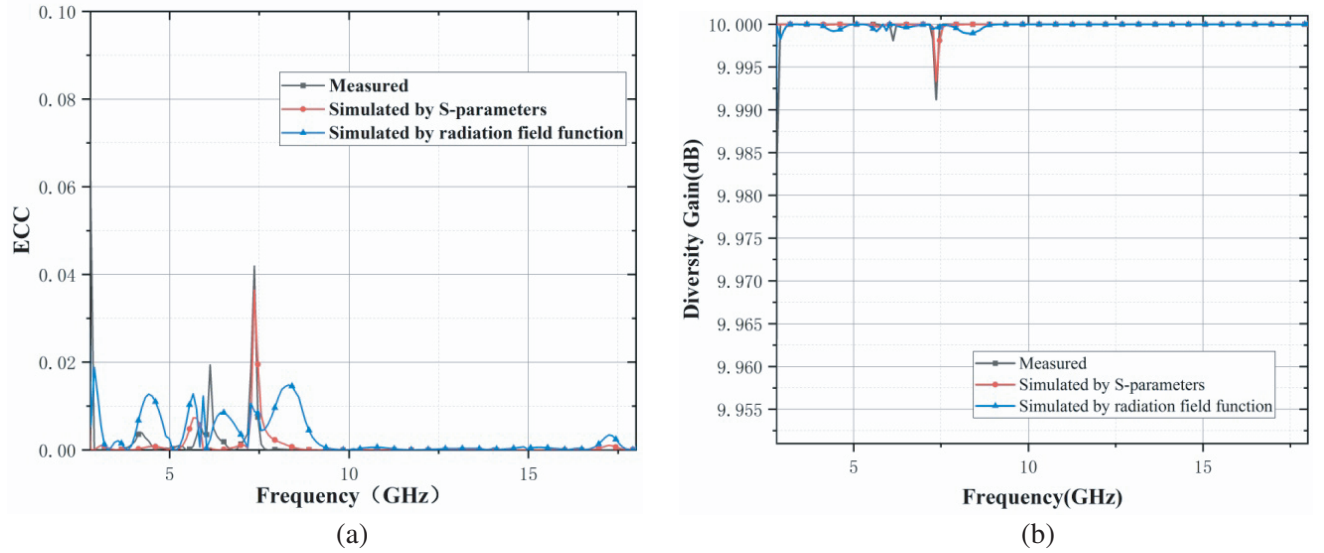 0.10
0.08
0.06
0.04
0.02
0.00
ECC
Measured
Simulated by S-parameters
Simulated by radiation field function
5
10
15
Frequency（GHz）
(a)
10.000
9.995
9.990
9.985
9.980
9.975
9.970
9.965
9.960
9.955
Diversity Gain(dB)
Measured
Simulated by S-parameters
Simulated by radiation field function
5
10
15
Frequency(GHz)
(b)